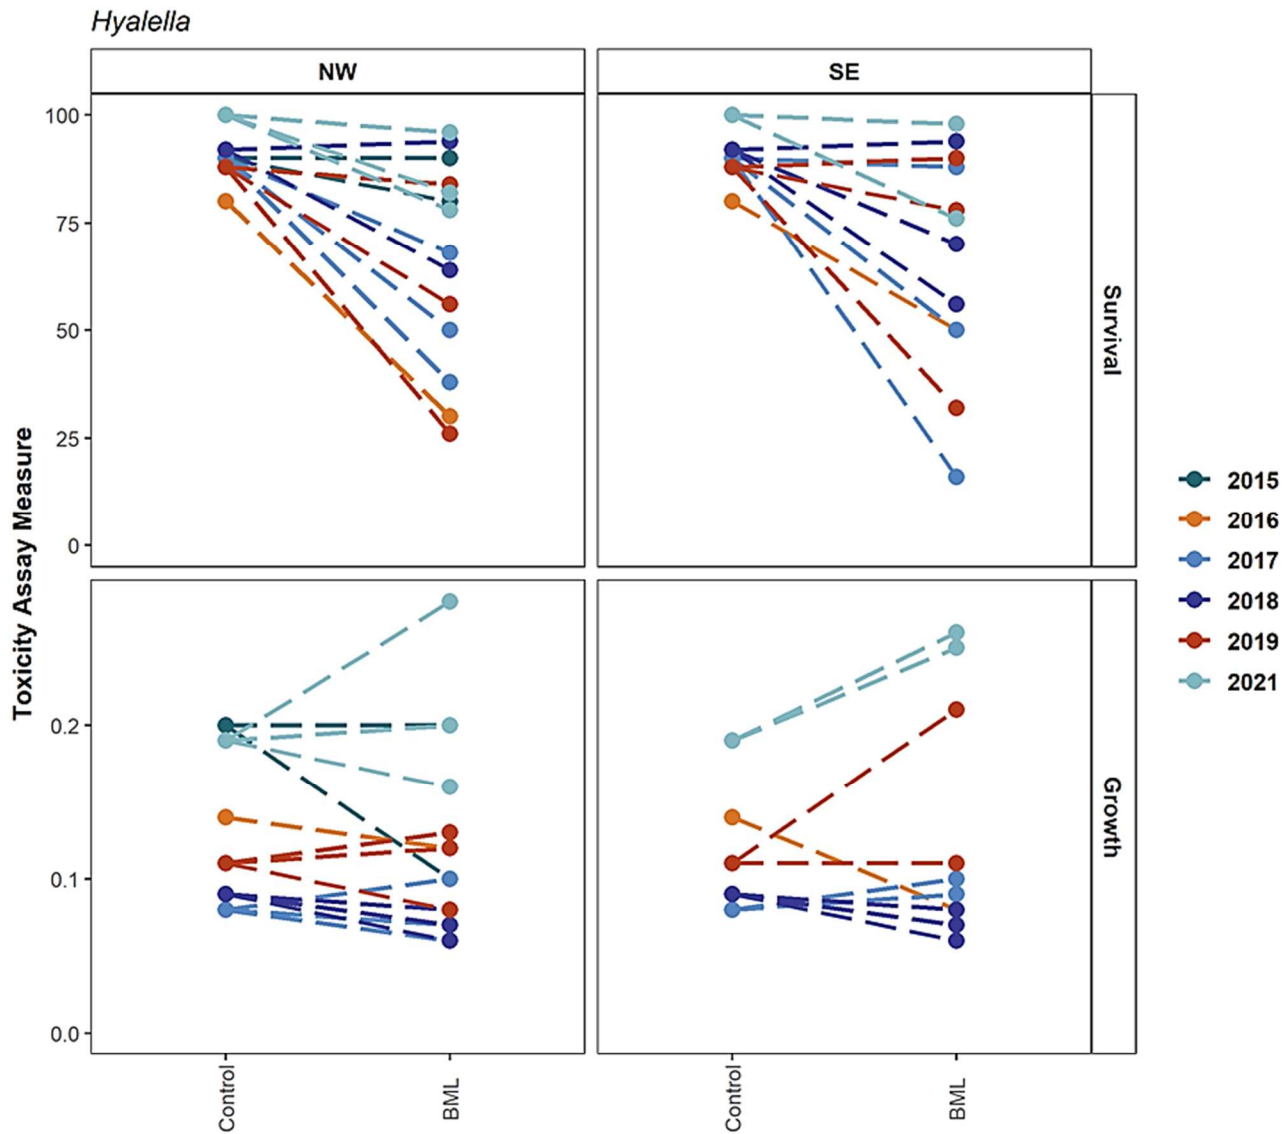 Hyalella
NW
SE
100
75
50
25
0
Survival
Toxicity Assay Measure
0.2
0.1
0.0
Growth
Control
BML
Control
BML
2015
2016
2017
2018
2019
2021